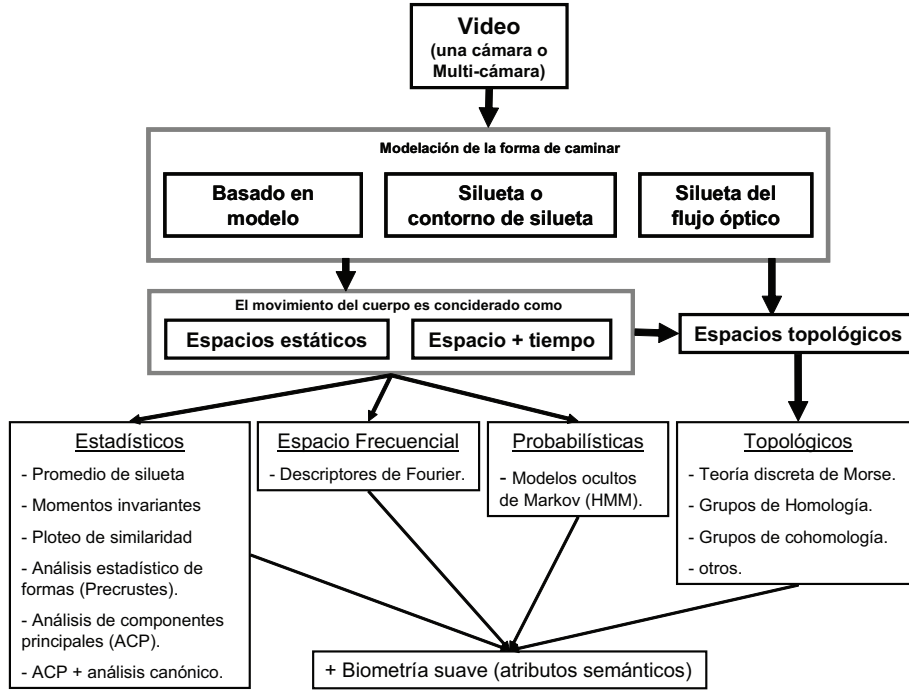 Video
(una cámara o
Multi-cámara)
Modelación de la forma de caminar
Basado en
modelo
Silueta o
contorno de silueta
Silueta del
flujo óptico
El movimiento del cuerpo es conciderado como
Espacios estáticos
Espacio + tiempo
Espacios topológicos
Estadísticos
- Promedio de silueta
- Momentos invariantes
- Ploteo de similaridad
- Análisis estadístico de
formas (Precrustes).
- Análisis de componentes
principales (ACP).
- ACP + análisis canónico.
Espacio Frecuencial
- Descriptores de Fourier.
Probabilísticas
- Modelos ocultos
de Markov (HMM).
Topológicos
- Teoría discreta de Morse.
- Grupos de Homología.
- Grupos de cohomología.
- otros.
+ Biometría suave (atributos semánticos)